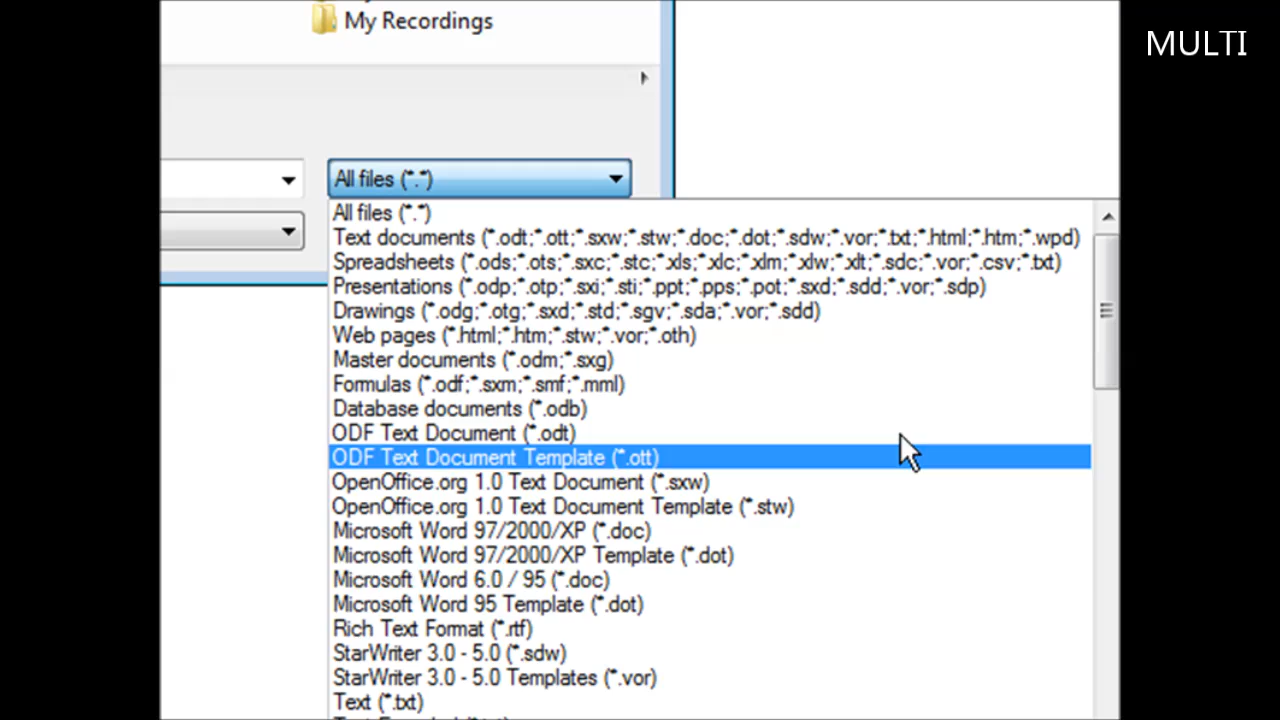 My Recordings
MULTI
All files (*.*)
All files (*.*)
Text documents (*.odt;*.ott;*.sxw;*.stw;*.doc;*.dot;*.sdw;*.vor;*.txt;*.html;*.htm;*.wpd)
Spreadsheets (*.ods;*.ots;*.sxc;*.stc;*.xls;*.xlc;*.xlm;*.xlw;*.xlt;*.sdc;*.vor;*.csv;*.txt)
Presentations (*.odp;*.otp;*.sxi;*.sti;*.ppt;*.pps;*.pot;*.sxd;*.sdd;*.vor;*.sdp)
Drawings (*.odg;*.otg;*.sxd;*.std;*.sgv;*.sda;*.vor;*.sdd)
Web pages (*.html;*.htm;*.stw;*.vor;*.oth)
Master documents (*.odm;*.sxg)
Formulas (*.odf;*.sxm;*.smf;*.mml)
Database documents (*.odb)
ODF Text Document (*.odt)
ODF Text Document Template (*.ott)
OpenOffice.org 1.0 Text Document (*.sxw)
OpenOffice.org 1.0 Text Document Template (*.stw)
Microsoft Word 97/2000/XP (*.doc)
Microsoft Word 97/2000/XP Template (*.dot)
Microsoft Word 6.0 / 95 (*.doc)
Microsoft Word 95 Template (*.dot)
Rich Text Format (*.rtf)
StarWriter 3.0 - 5.0 (*.sdw)
StarWriter 3.0 - 5.0 Templates (*.vor)
Text (*.txt)